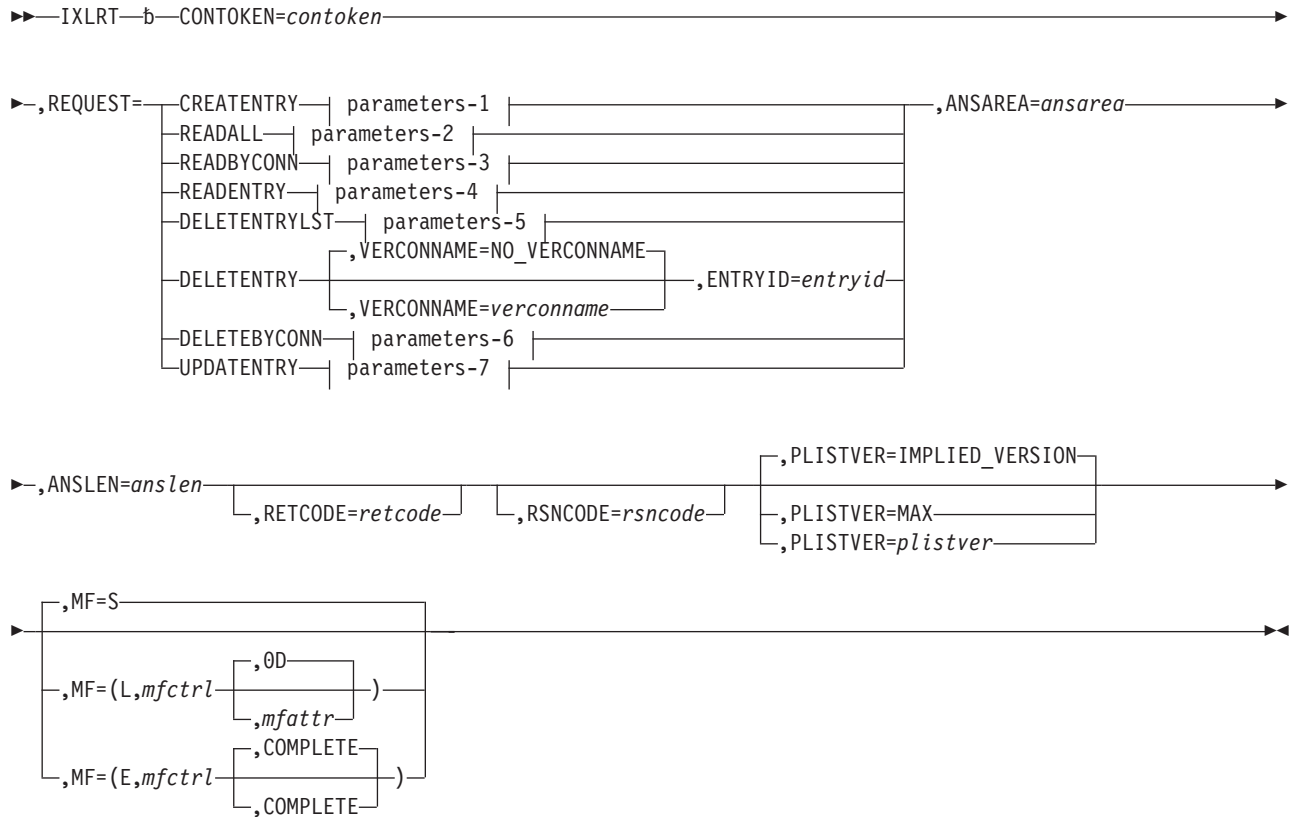 IXLRT ƀ CONTOKEN=contoken
,REQUEST= CREATENTRY parameters-1 ,ANSAREA=ansarea
READALL parameters-2
READBYCONN parameters-3
READENTRY parameters-4
DELETENTRYLST parameters-5
,VERCONNAME=NO_VERCONNAME
DELETENTRY ,ENTRYID=entryid
,VERCONNAME=verconname
DELETEBYCONN parameters-6
UPDATENTRY parameters-7
,PLISTVER=IMPLIED_VERSION
,ANSLEN=anslen
,RETCODE=retcode ,RSNCODE=rsncode ,PLISTVER=MAX
,PLISTVER=plistver
,MF=S
,0D
,MF=(L,mfctrl )
,mfattr
,COMPLETE
,MF=(E,mfctrl )
,COMPLETE